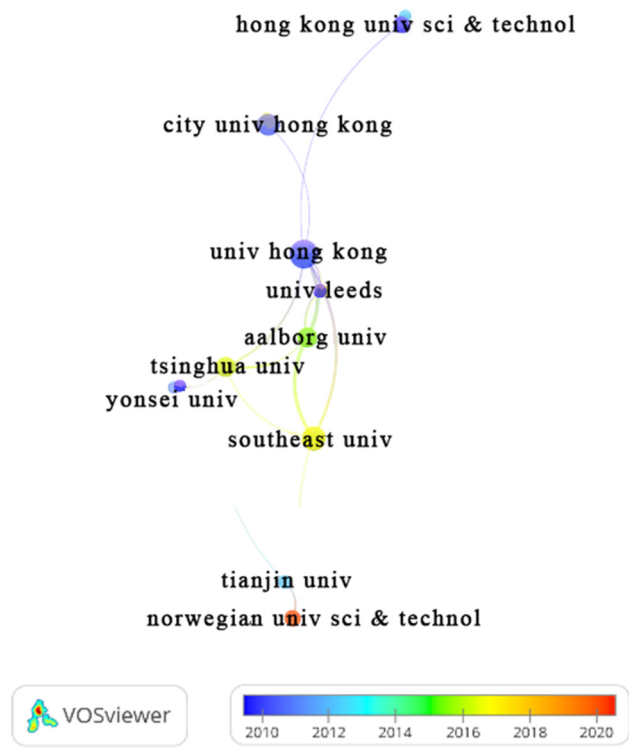 hong kong univ sci & technol
city univ hong kong
univ hong kong
univ leeds
aalborg univ
tsinghua univ
yonsei univ
southeast univ
tianjin univ
norwegian univ sci & technol
VOSviewer
2010 2012 2014 2016 2018 2020